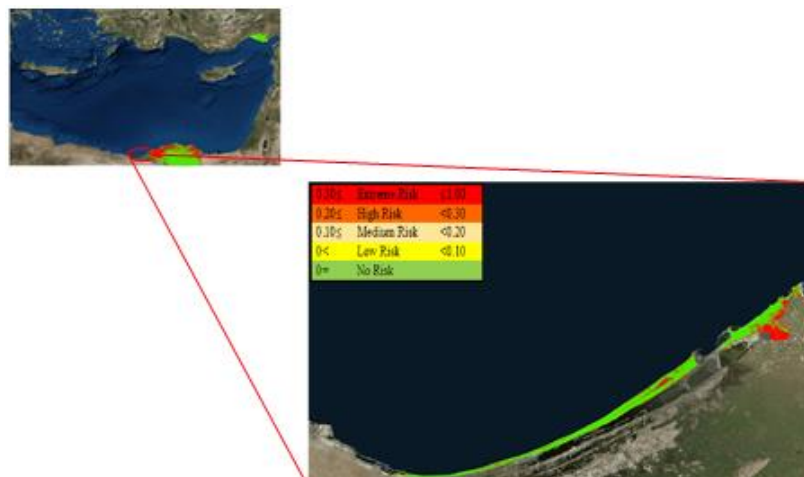 0.30≤ Extreme Risk ≤1.00
0.20≤ High Risk <0.30
0.10≤ Medium Risk <0.20
0< Low Risk <0.10
0= No Risk